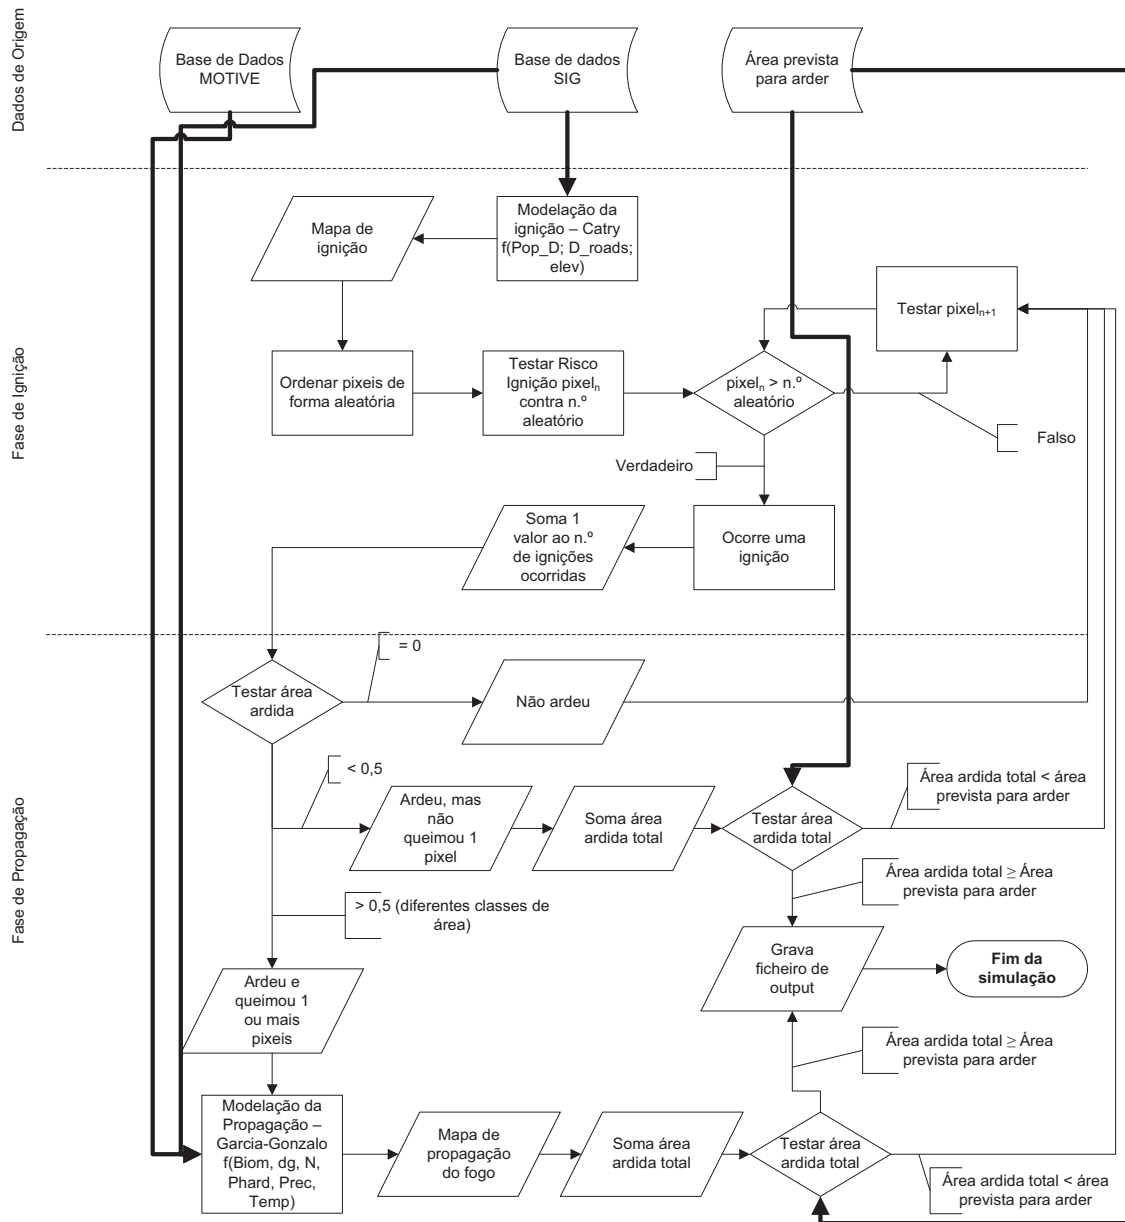 Dados de Origem
Base de Dados
MOTIVE
Base de dados
SIG
Área prevista
para arder
Fase de Ignição
Mapa de
ignição
Modelação da
ignição – Catry
f(Pop_D; D_roads;
elev)
Testar pixeln+1
Ordenar pixeis de
forma aleatória
Testar Risco
Ignição pixeln
contra n.º
aleatório
pixeln > n.º
aleatório
Falso
Verdadeiro
Soma 1
valor ao n.º
de ignições
ocorridas
Ocorre uma
ignição
Fase de Propagação
= 0
Testar área
ardida
Não ardeu
< 0,5
Ardeu, mas
não
queimou 1
pixel
Soma área
ardida total
Testar área
ardida total
Área ardida total < área
prevista para arder
> 0,5 (diferentes classes de
área)
Área ardida total ≥ Área
prevista para arder
Grava
ficheiro de
output
Fim da
simulação
Ardeu e
queimou 1
ou mais
pixeis
Área ardida total ≥ Área
prevista para arder
Modelação da
Propagação –
Garcia-Gonzalo
f(Biom, dg, N,
Phard, Prec,
Temp)
Mapa de
propagação
do fogo
Soma área
ardida total
Testar área
ardida total
Área ardida total < área
prevista para arder